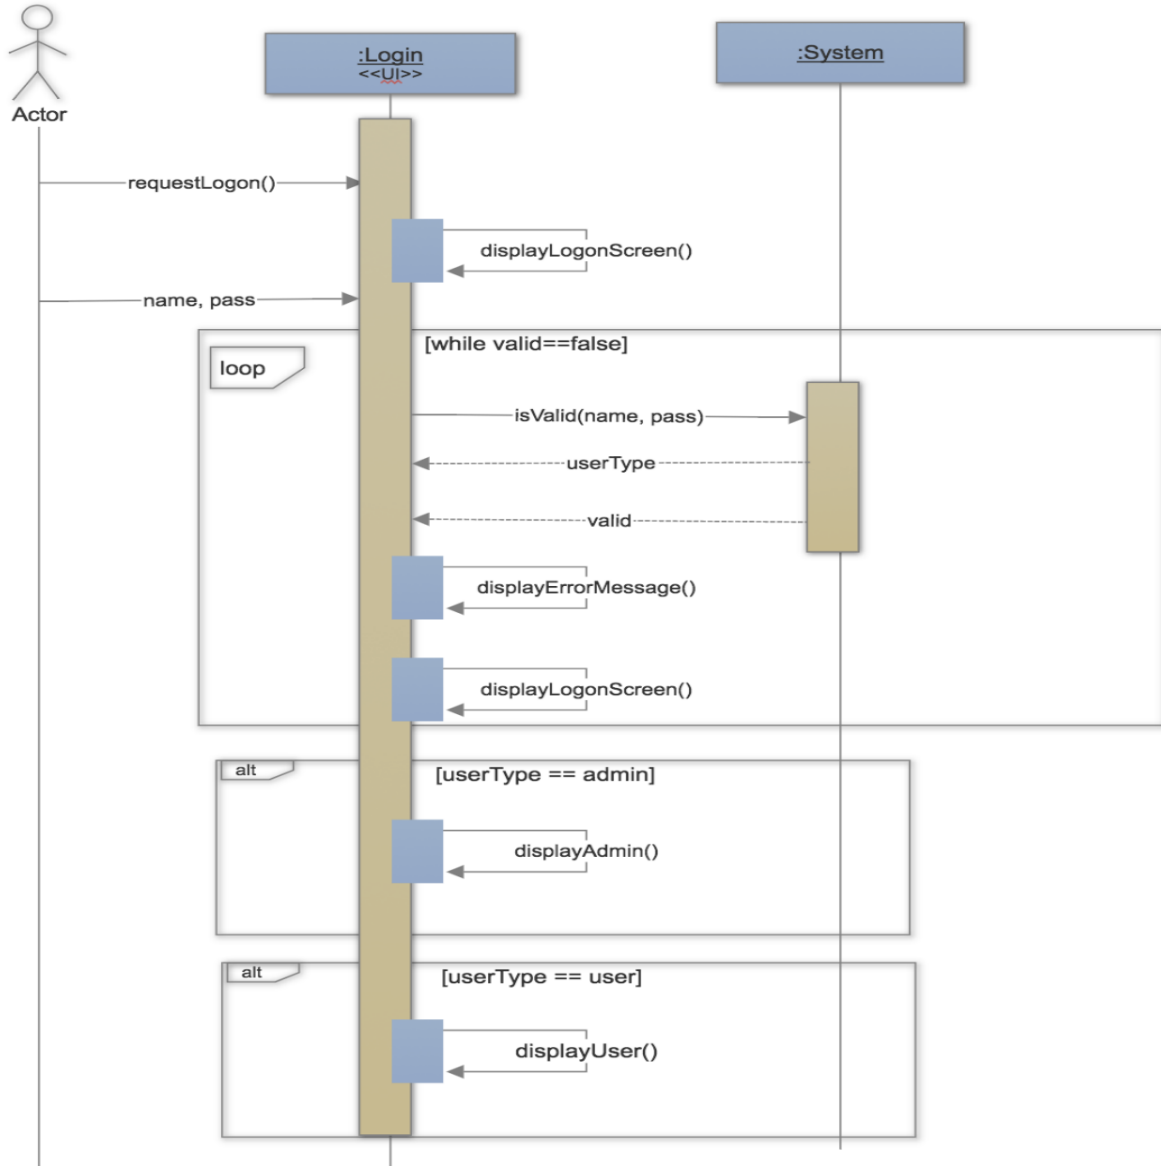 :Login
<<UI>>
:System
Actor
requestLogon()
displayLogonScreen()
name, pass
[while valid==false]
loop
isValid(name, pass)
userType
valid
displayErrorMessage()
displayLogonScreen()
alt
[userType == admin]
displayAdmin()
alt
[userType == user]
displayUser()